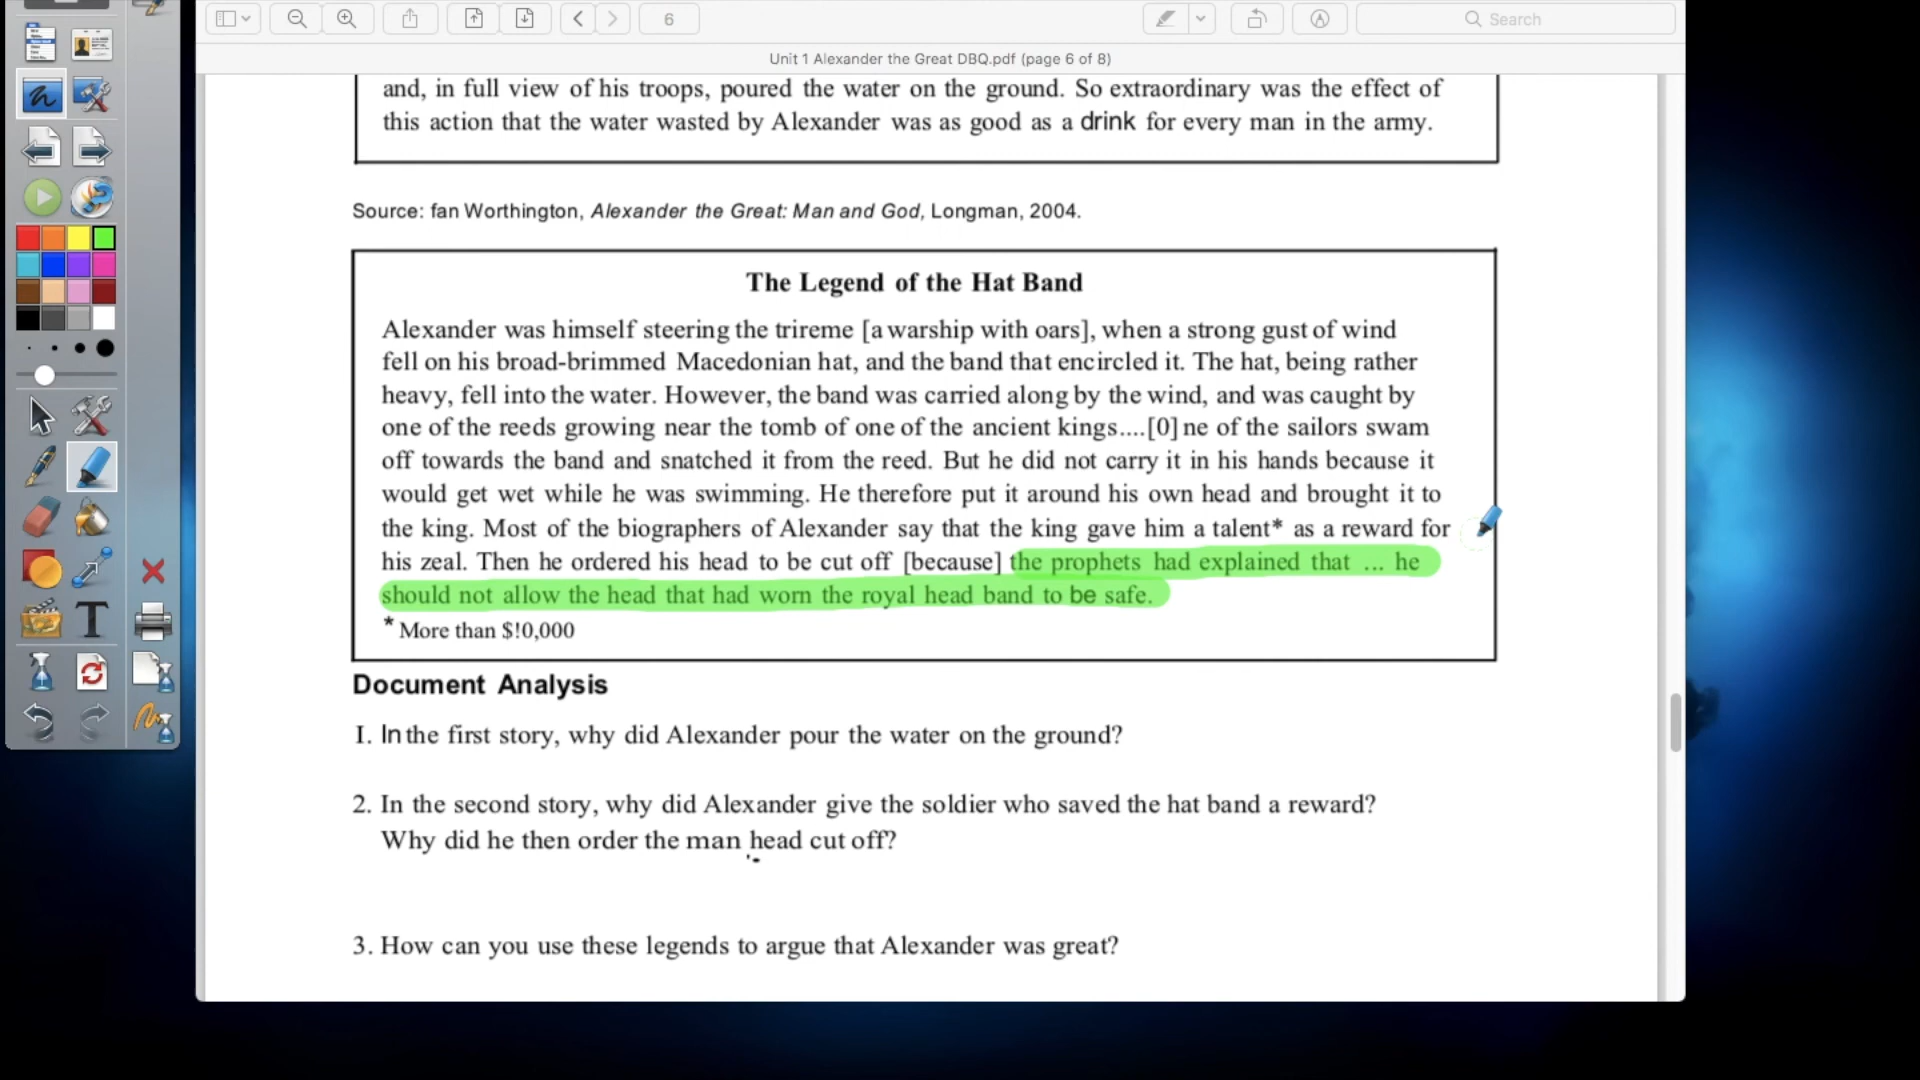 6
Search
Unit 1 Alexander the Great DBQ.pdf (page 6 of 8)
and, in full view of his troops, poured the water on the ground. So extraordinary was the effect of
this action that the water wasted by Alexander was as good as a drink for every man in the army.
Source: fan Worthington, Alexander the Great: Man and God, Longman, 2004.
The Legend of the Hat Band
Alexander was himself steering the trireme [a warship with oars], when a strong gust of wind
fell on his broad-brimmed Macedonian hat, and the band that encircled it. The hat, being rather
heavy, fell into the water. However, the band was carried along by the wind, and was caught by
one of the reeds growing near the tomb of one of the ancient kings....[0] ne of the sailors swam
off towards the band and snatched it from the reed. But he did not carry it in his hands because it
would get wet while he was swimming. He therefore put it around his own head and brought it to
the king. Most of the biographers of Alexander say that the king gave him a talent* as a reward for
his zeal. Then he ordered his head to be cut off [because] the prophets had explained that ... he
should not allow the head that had worn the royal head band to be safe.
* More than $!0,000
Document Analysis
I. In the first story, why did Alexander pour the water on the ground?
2. In the second story, why did Alexander give the soldier who saved the hat band a reward?
Why did he then order the man head cut off?
3. How can you use these legends to argue that Alexander was great?